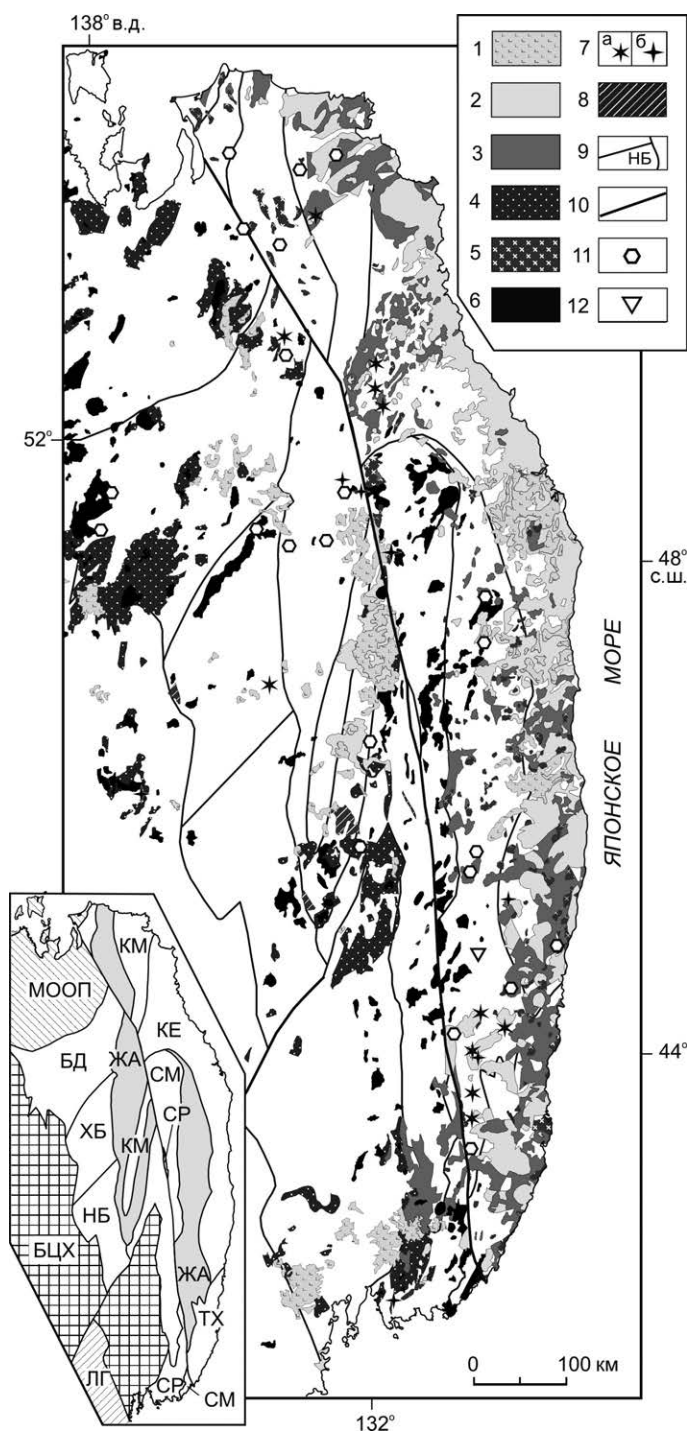 138° в.д.
1
2
3
4
5
6
7 а б
8
9 НБ
10
11
12
52°
48°
с.ш.
ЯПОНСКОЕ МОРЕ
44°
КМ
МООП
КЕ
БД
ЖА
СМ
СР
ХБ
КМ
НБ
БЦХ
ЖА
ТХ
ЛГ
СР
СМ
0 100 км
132°